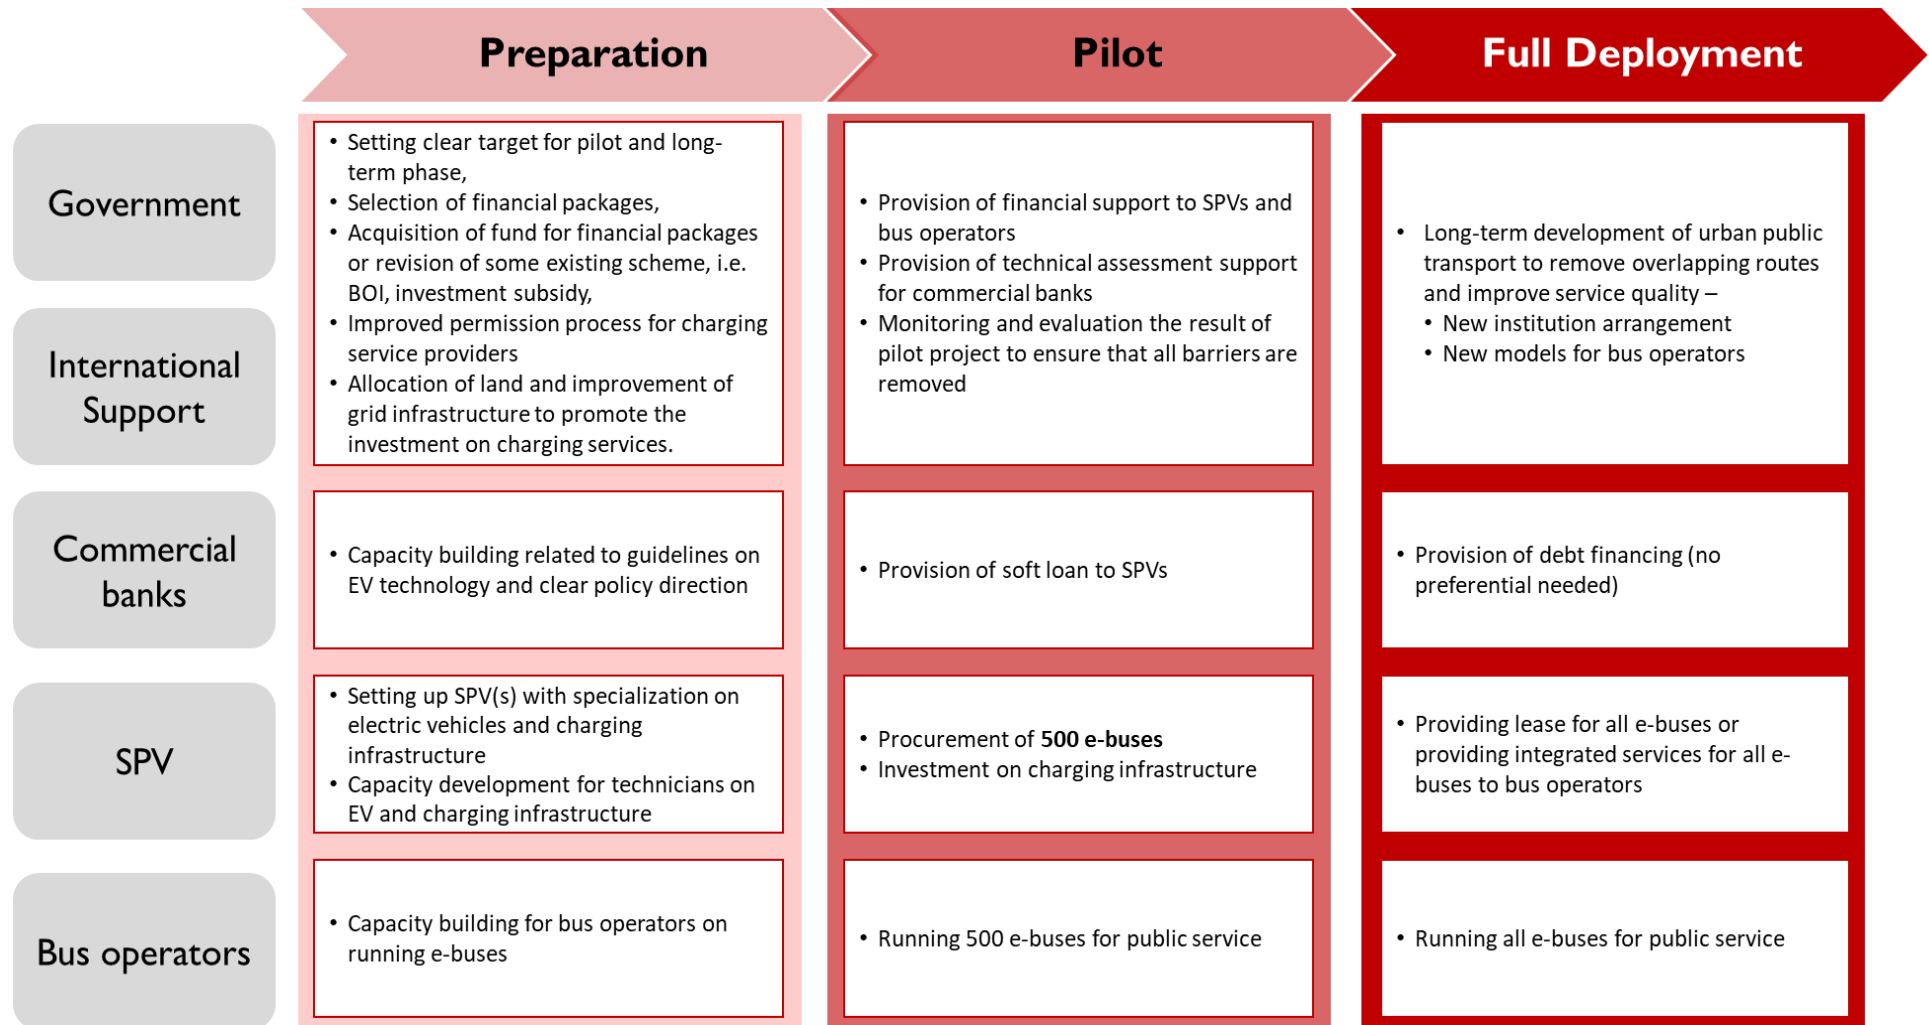 Preparation
Pilot
Full Deployment
Government
International
Support
• Setting clear target for pilot and long-
term phase,
• Selection of financial packages,
• Acquisition of fund for financial packages
or revision of some existing scheme, i.e.
BOI, investment subsidy,
• Improved permission process for charging
service providers
• Allocation of land and improvement of
grid infrastructure to promote the
investment on charging services.
• Provision of financial support to SPVs and
bus operators
• Provision of technical assessment support
for commercial banks
• Monitoring and evaluation the result of
pilot project to ensure that all barriers are
removed
• Long-term development of urban public
transport to remove overlapping routes
and improve service quality –
• New institution arrangement
• New models for bus operators
Commercial
banks
• Capacity building related to guidelines on
EV technology and clear policy direction
• Provision of soft loan to SPVs
• Provision of debt financing (no
preferential needed)
SPV
• Setting up SPV(s) with specialization on
electric vehicles and charging
infrastructure
• Capacity development for technicians on
EV and charging infrastructure
• Procurement of 500 e-buses
• Investment on charging infrastructure
• Providing lease for all e-buses or
providing integrated services for all e-
buses to bus operators
Bus operators
• Capacity building for bus operators on
running e-buses
• Running 500 e-buses for public service
• Running all e-buses for public service